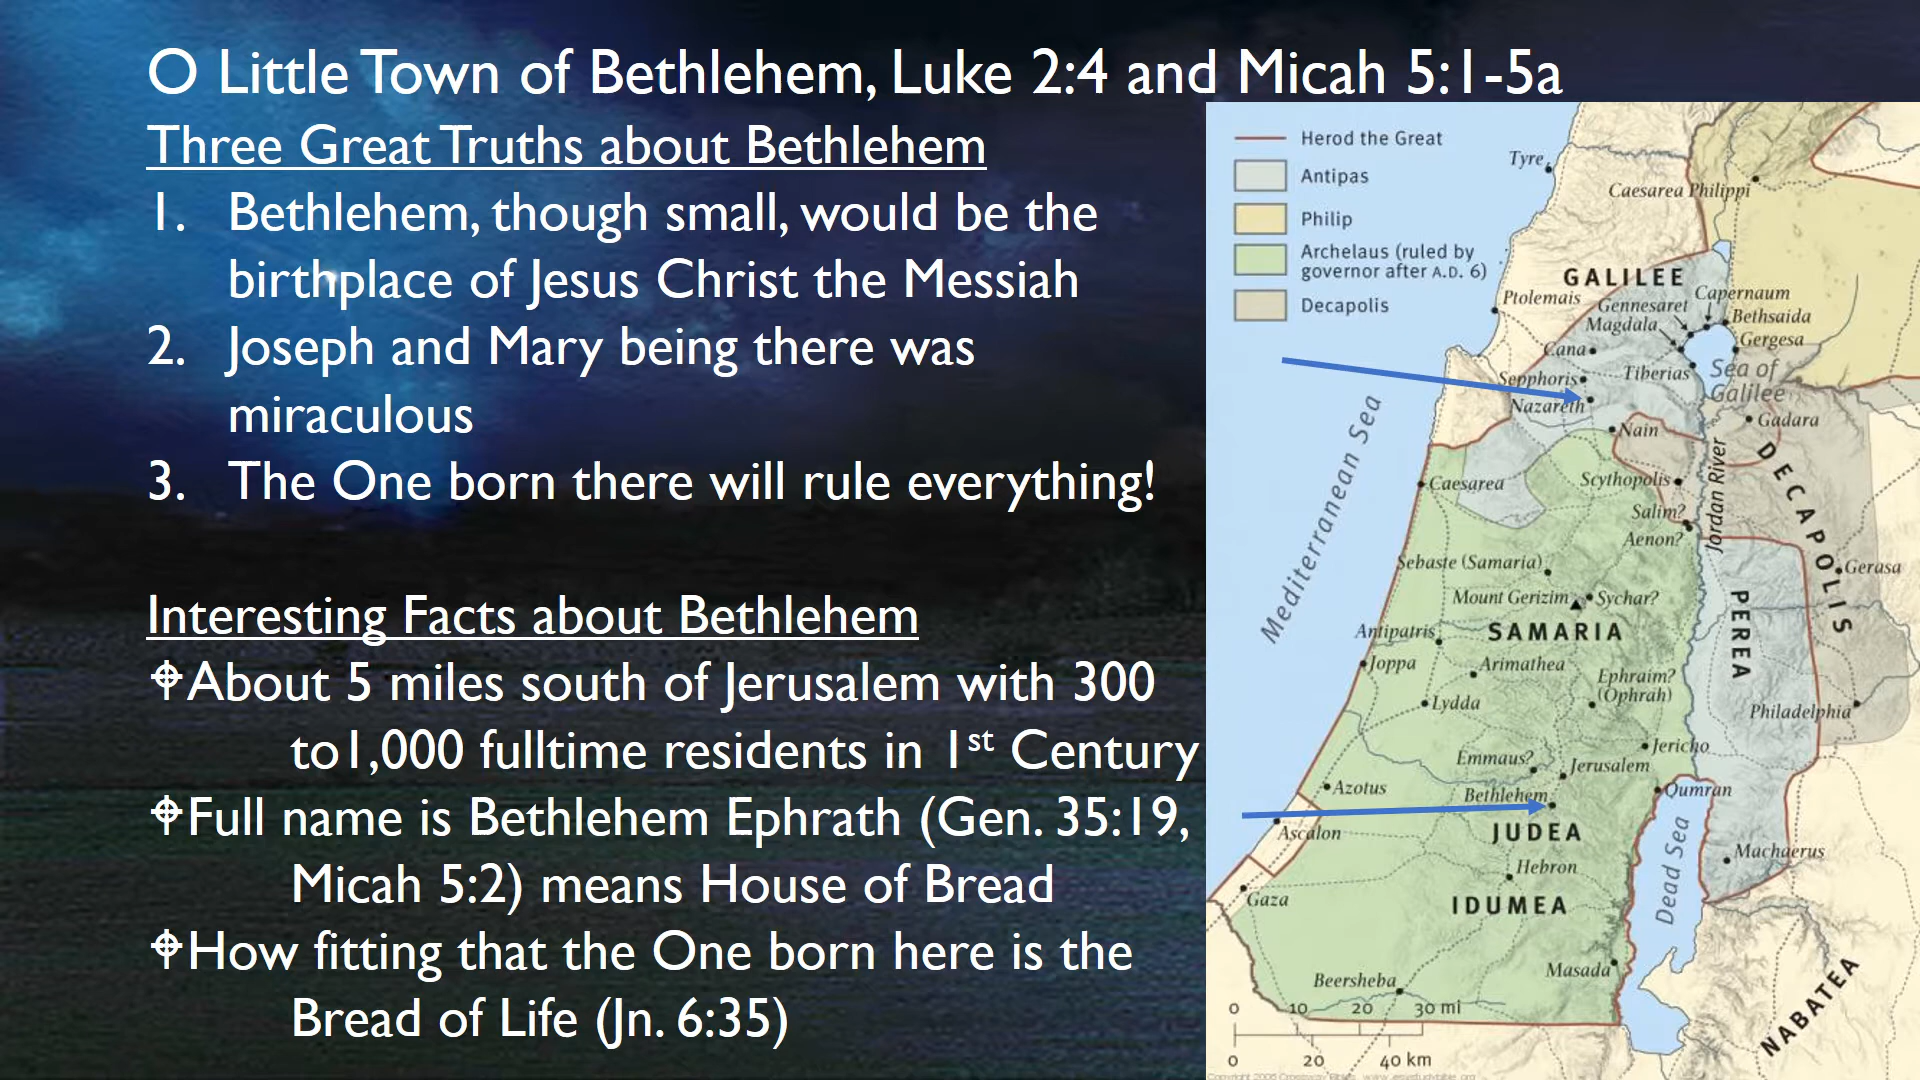 O Little Town of Bethlehem, Luke 2:4 and Micah 5:1-5a
Three Great Truths about Bethlehem
1. Bethlehem, though small, would be the
birthplace of Jesus Christ the Messiah
2. Joseph and Mary being there was
miraculous
3. The One born there will rule everything!
Interesting Facts about Bethlehem
About 5 miles south of Jerusalem with 300
to1,000 fulltime residents in 1st Century
Full name is Bethlehem Ephrath (Gen. 35:19,
Micah 5:2) means House of Bread
How fitting that the One born here is the
Bread of Life (Jn. 6:35)
Herod the Great
Antipas
Philip
Archelaus (ruled by
governor after A.D. 6)
Decapolis
Tyre
Caesarea Philippi
GALILEE
Ptolemais
Gennesaret
Capernaum
Magdala
Bethsaida
Cana
Gergesa
Sepphoris
Tiberias
Sea of
Galilee
Nazareth
Nain
Gadara
Mediterranean Sea
Jordan River
DECAPOLIS
Caesarea
Scythopolis
Salim?
Aenon?
Sebaste (Samaria)
Gerasa
Mount Gerizim
Sychar?
PEREA
Antipatris
SAMARIA
Joppa
Arimathea
Ephraim?
(Ophrah)
Lydda
Philadelphia
Emmaus?
Jericho
Jerusalem
Azotus
Bethlehem
Qumran
Ascalon
JUDEA
Dead Sea
Machaerus
Hebron
Gaza
IDUMEA
Masada
Beersheba
NABATEA
0 10 20 30 mi
0 20 40 km